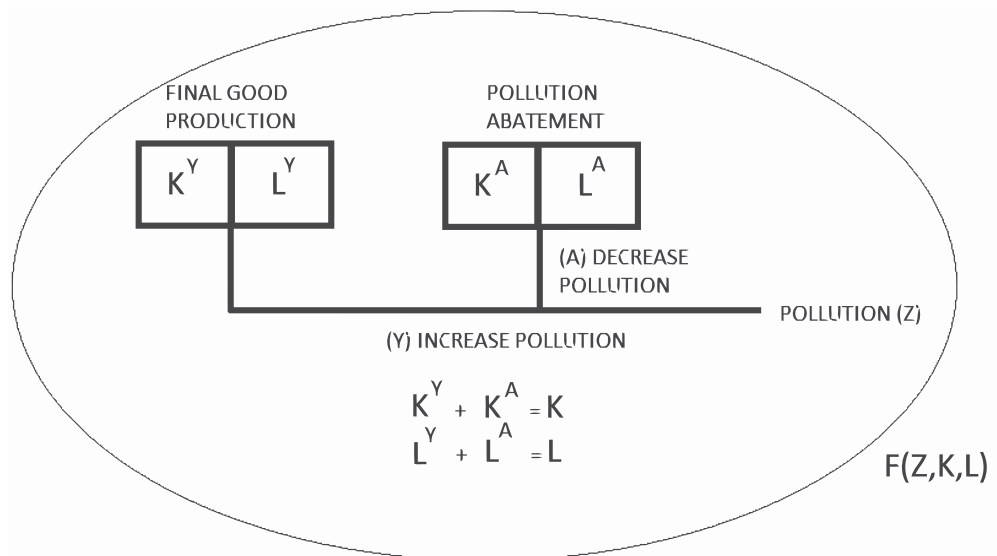 FINAL GOOD
PRODUCTION
POLLUTION
ABATEMENT
K^Y L^Y
K^A L^A
(A) DECREASE
POLLUTION
POLLUTION (Z)
(Y) INCREASE POLLUTION
K^Y + K^A = K
L^Y + L^A = L
F(Z,K,L)